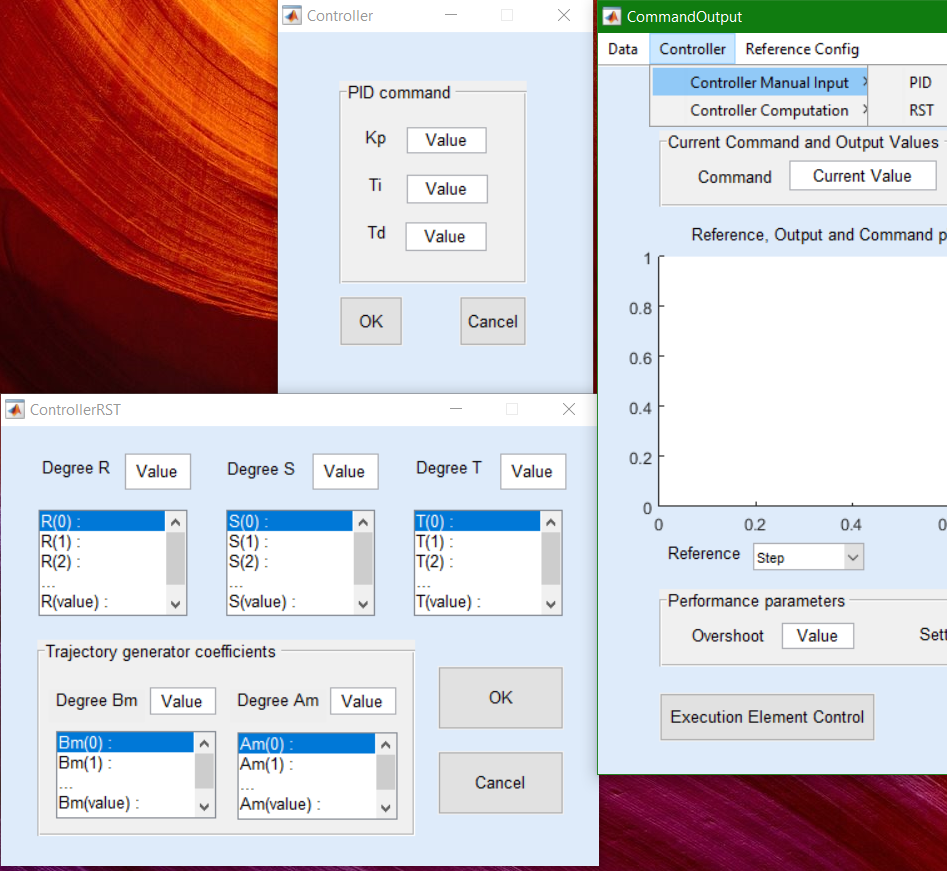 Controller
PID command
Kp Value
Ti Value
Td Value
OK Cancel
CommandOutput
Data Controller Reference Config
Controller Manual Input PID
Controller Computation RST
Current Command and Output Values
Command Current Value
Reference, Output and Command p
1
0.8
0.6
0.4
0.2
0
0 0.2 0.4 0
Reference Step
Performance parameters
Overshoot Value Sett
Execution Element Control
ControllerRST
Degree R Value Degree S Value Degree T Value
R(0) : S(0) : T(0) :
R(1) : S(1) : T(1) :
R(2) : S(2) : T(2) :
... ... ...
R(value) : S(value) : T(value) :
Trajectory generator coefficients
Degree Bm Value Degree Am Value
Bm(0) : Am(0) :
Bm(1) : Am(1) :
... ...
Bm(value) : Am(value) :
OK
Cancel